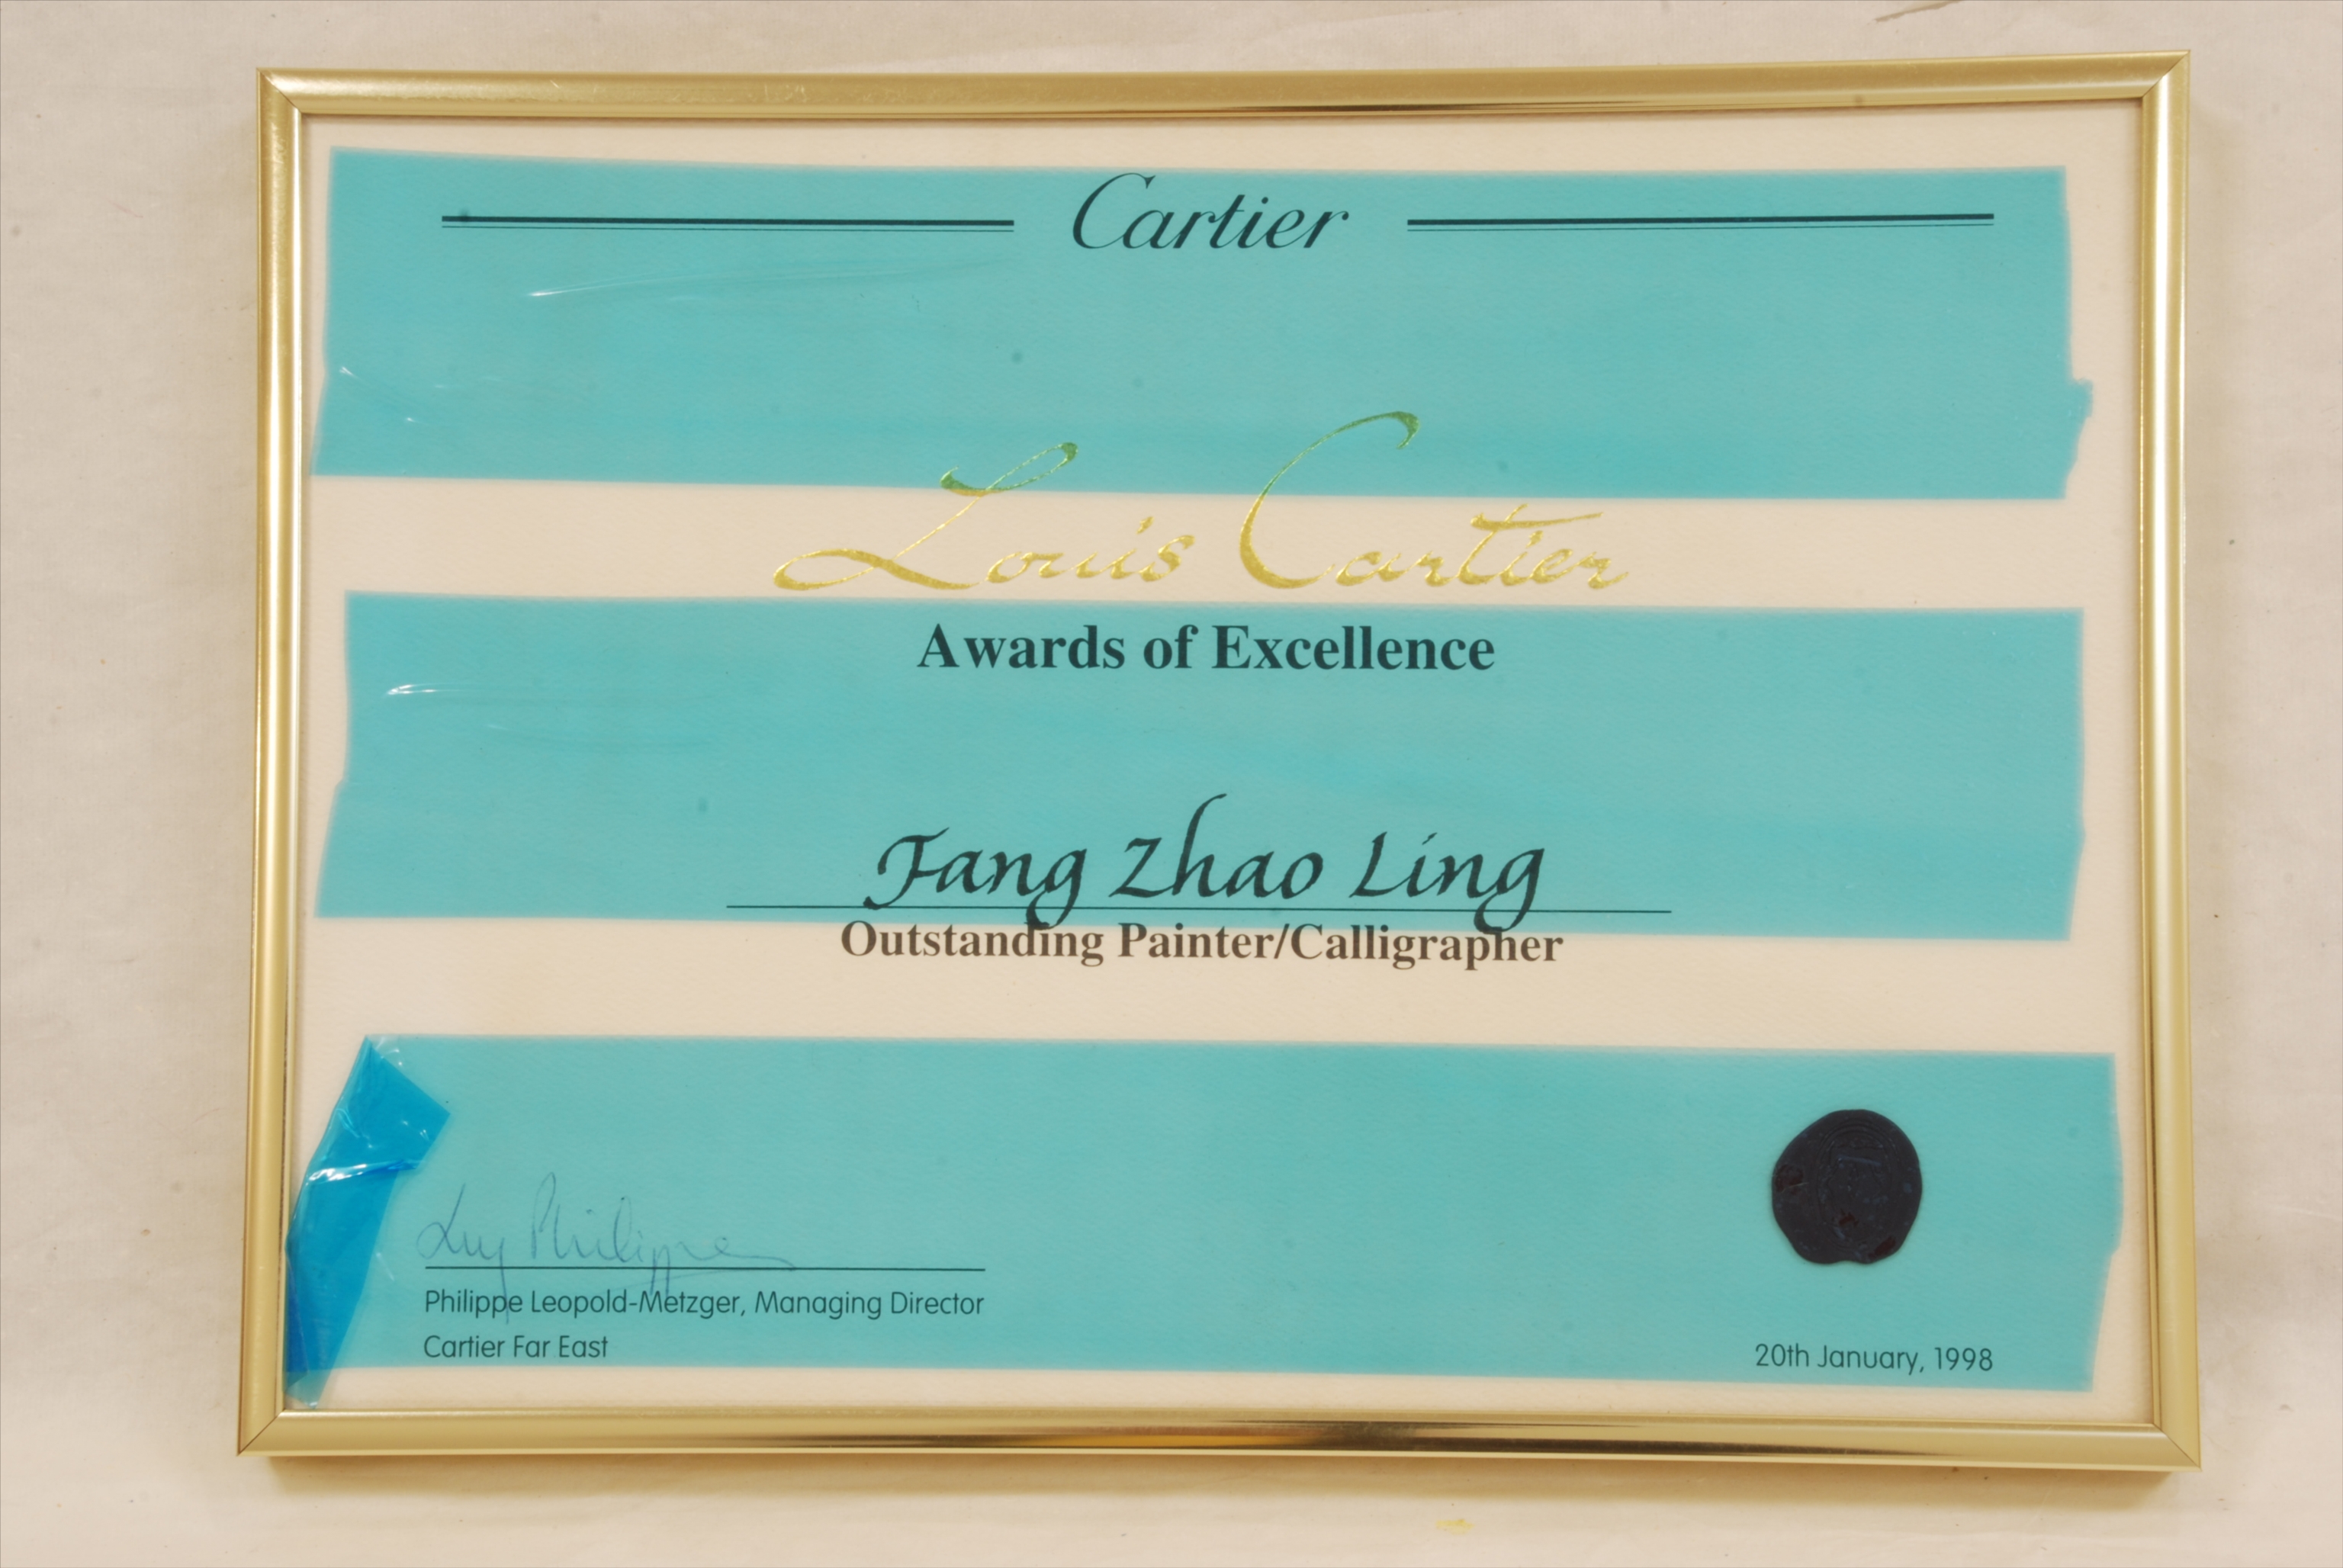 Cartier
Louis Cartier
Awards of Excellence
Fang Zhao Ling
Outstanding Painter/Calligrapher
Philippe Leopold-Metzger, Managing Director
Cartier Far East
20th January, 1998